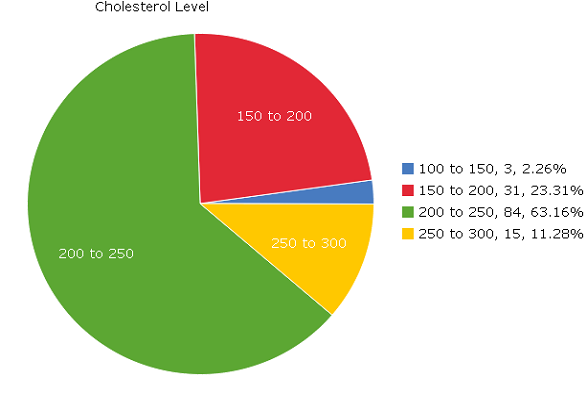 Cholesterol Level
150 to 200
100 to 150, 3, 2.26%
150 to 200, 31, 23.31%
200 to 250, 84, 63.16%
250 to 300, 15, 11.28%
250 to 300
200 to 250